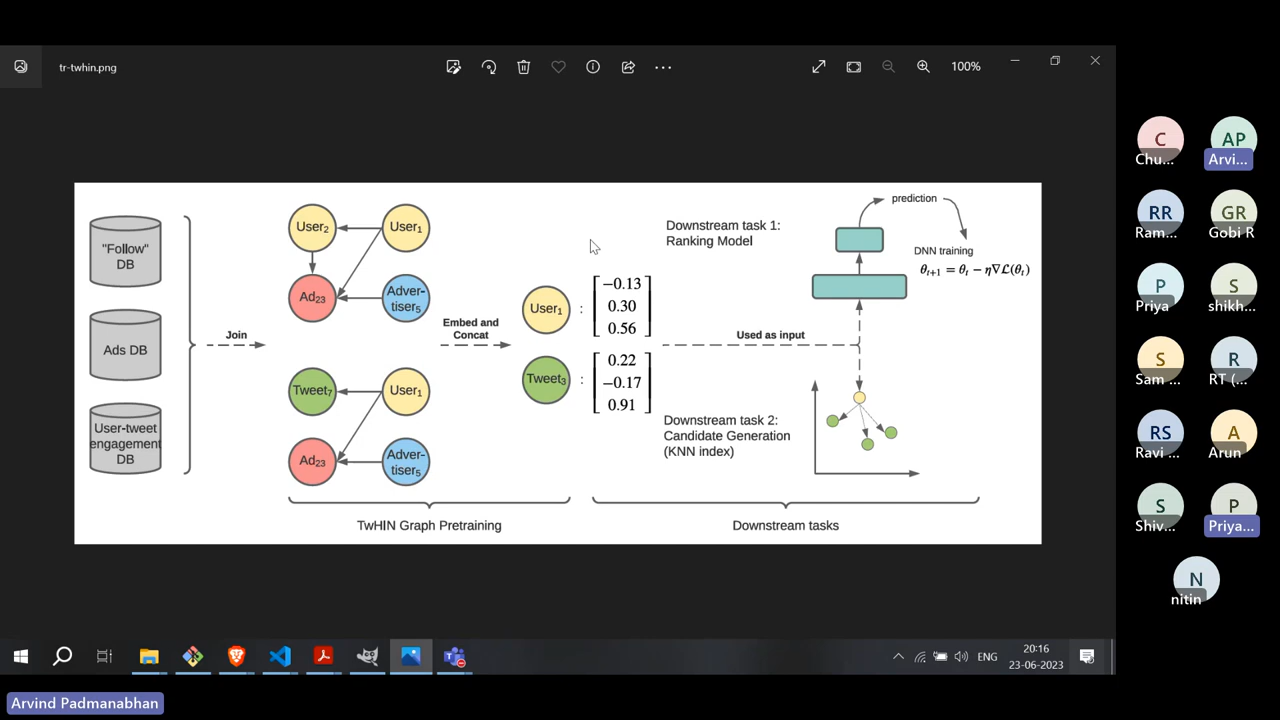 tr-twhin.png
100%
"Follow"
DB
Ads DB
User-tweet
engagement
DB
Join
User2
User1
Ad23
Adver-
tiser5
Tweet7
User1
Ad23
Adver-
tiser5
Embed and
Concat
User1 : [−0.13
0.30
0.56]
Tweet3 : [0.22
−0.17
0.91]
TwHIN Graph Pretraining
Downstream task 1:
Ranking Model
prediction
DNN training
θt+1 = θt − η∇ℒ(θt)
Used as input
Downstream task 2:
Candidate Generation
(KNN index)
Downstream tasks
C
Chu...
AP
Arvi...
RR
Ram...
GR
Gobi R
P
Priya
S
shikh...
S
Sam ...
R
RT (...
RS
Ravi ...
A
Arun
S
Shiv...
P
Priya...
N
nitin
ENG
20:16
23-06-2023
Arvind Padmanabhan